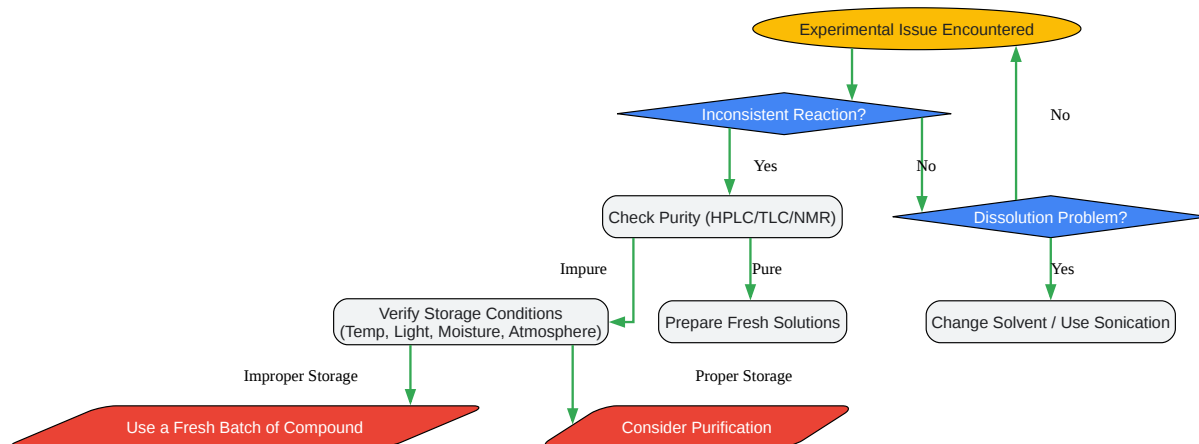 Experimental Issue Encountered
Inconsistent Reaction?
No
Yes
No
Check Purity (HPLC/TLC/NMR)
Dissolution Problem?
Impure
Pure
Yes
Verify Storage Conditions
(Temp, Light, Moisture, Atmosphere)
Prepare Fresh Solutions
Change Solvent / Use Sonication
Improper Storage
Proper Storage
Use a Fresh Batch of Compound
Consider Purification